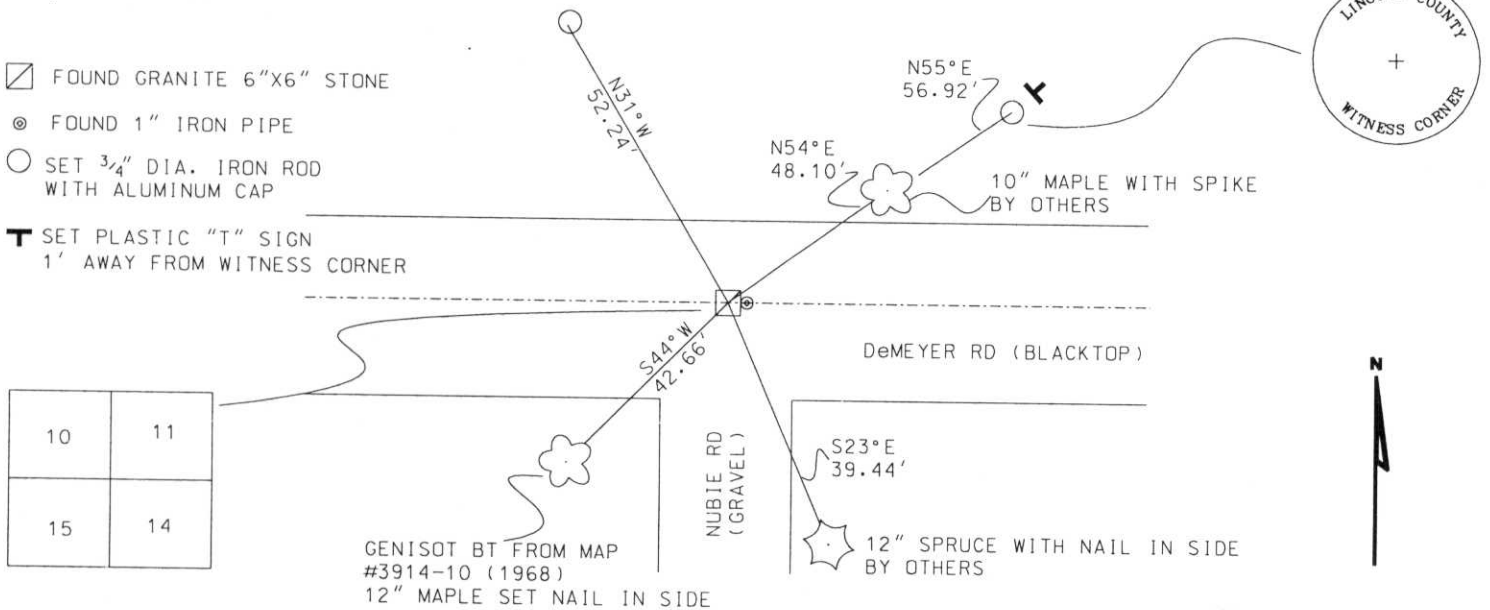 FOUND GRANITE 6"X6" STONE
FOUND 1" IRON PIPE
SET 3/4" DIA. IRON ROD
WITH ALUMINUM CAP
SET PLASTIC "T" SIGN
1' AWAY FROM WITNESS CORNER
N31°W
52.24'
N55°E
56.92'
N54°E
48.10'
10" MAPLE WITH SPIKE
BY OTHERS
COUNTY
WITNESS CORNER
DeMEYER RD (BLACKTOP)
S44°W
42.66'
10
11
15
14
NUBIE RD
(GRAVEL)
S23°E
39.44'
N
GENISOT BT FROM MAP
#3914-10 (1968)
12" MAPLE SET NAIL IN SIDE
12" SPRUCE WITH NAIL IN SIDE
BY OTHERS